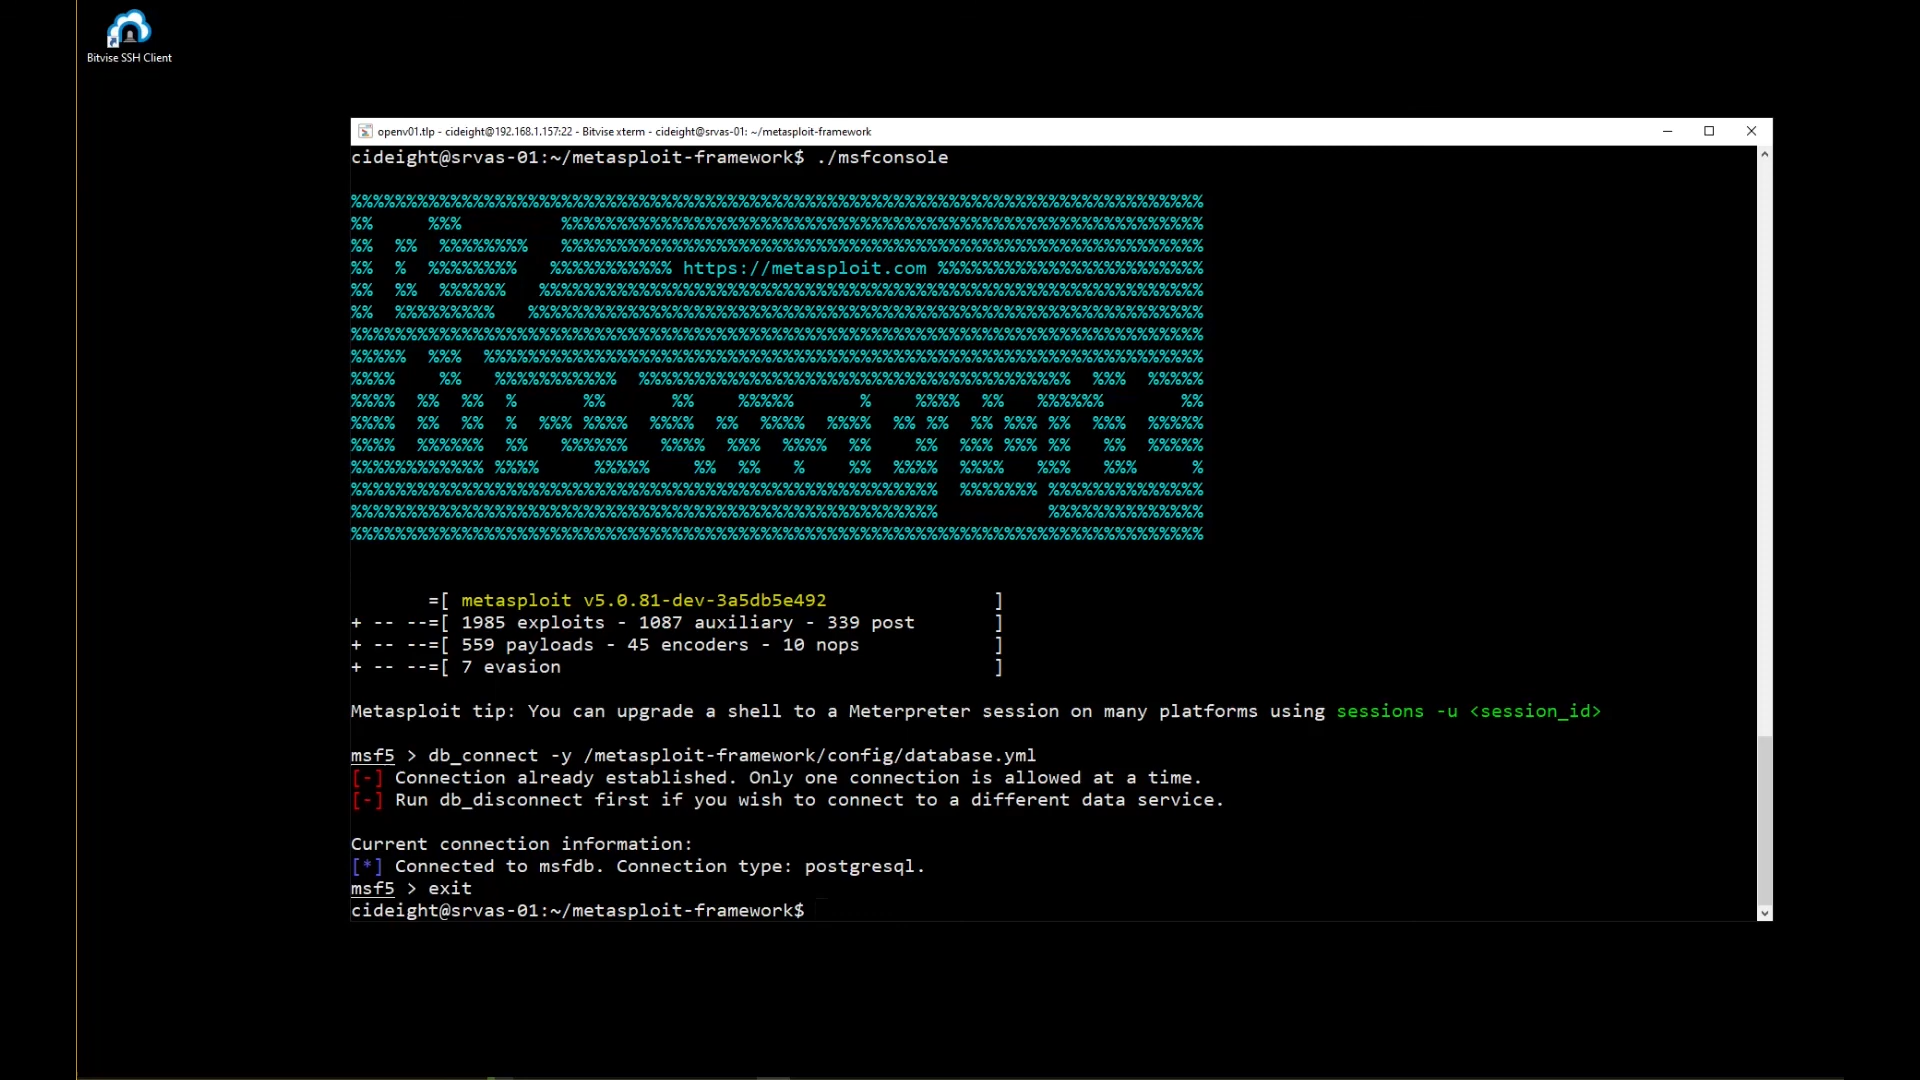 Bitvise SSH Client
openv01.tlp - cideight@192.168.1.157:22 - Bitvise xterm - cideight@srvas-01: ~/metasploit-framework
cideight@srvas-01:~/metasploit-framework$ ./msfconsole
%%%%%%%%%%%%%%%%%%%%%%%%%%%%%%%%%%%%%%%%%%%%%%%%%%%%%%%%%%%%%%%%%%%%%%%%%%%%%%%
%%     %%%         %%%%%%%%%%%%%%%%%%%%%%%%%%%%%%%%%%%%%%%%%%%%%%%%%%%%%%%%%%
%%  %%  %%%%%%%%   %%%%%%%%%%%%%%%%%%%%%%%%%%%%%%%%%%%%%%%%%%%%%%%%%%%%%%%%%%
%%  %  %%%%%%%%   %%%%%%%%%%% https://metasploit.com %%%%%%%%%%%%%%%%%%%%%%%%
%%  %%  %%%%%%   %%%%%%%%%%%%%%%%%%%%%%%%%%%%%%%%%%%%%%%%%%%%%%%%%%%%%%%%%%%%
%%  %%%%%%%%%   %%%%%%%%%%%%%%%%%%%%%%%%%%%%%%%%%%%%%%%%%%%%%%%%%%%%%%%%%%%%%
%%%%%%%%%%%%%%%%%%%%%%%%%%%%%%%%%%%%%%%%%%%%%%%%%%%%%%%%%%%%%%%%%%%%%%%%%%%%%%%
%%%%%  %%%  %%%%%%%%%%%%%%%%%%%%%%%%%%%%%%%%%%%%%%%%%%%%%%%%%%%%%%%%%%%%%%%%%
%%%%    %%   %%%%%%%%%%%  %%%%%%%%%%%%%%%%%%%%%%%%%%%%%%%%%%%%%%%  %%%  %%%%%
%%%%  %%  %%  %      %%      %%    %%%%%      %    %%%%  %%   %%%%%%       %%
%%%%  %%  %%  %  %%% %%%%  %%%%  %%  %%%%  %%%%  %% %%  %% %%% %%  %%%  %%%%%
%%%%  %%%%%%  %%   %%%%%%   %%%%  %%%  %%%%  %%    %%  %%% %%% %%   %%  %%%%%
%%%%%%%%%%%% %%%%     %%%%%    %%  %%   %    %%  %%%%  %%%%   %%%   %%%     %
%%%%%%%%%%%%%%%%%%%%%%%%%%%%%%%%%%%%%%%%%%%%%%%%%%%%%  %%%%%%% %%%%%%%%%%%%%%
%%%%%%%%%%%%%%%%%%%%%%%%%%%%%%%%%%%%%%%%%%%%%%%%%%%%%          %%%%%%%%%%%%%%
%%%%%%%%%%%%%%%%%%%%%%%%%%%%%%%%%%%%%%%%%%%%%%%%%%%%%%%%%%%%%%%%%%%%%%%%%%%%%%%
=[ metasploit v5.0.81-dev-3a5db5e492 ]
+ -- --=[ 1985 exploits - 1087 auxiliary - 339 post ]
+ -- --=[ 559 payloads - 45 encoders - 10 nops ]
+ -- --=[ 7 evasion ]
Metasploit tip: You can upgrade a shell to a Meterpreter session on many platforms using sessions -u <session_id>
msf5 > db_connect -y /metasploit-framework/config/database.yml
[-] Connection already established. Only one connection is allowed at a time.
[-] Run db_disconnect first if you wish to connect to a different data service.
Current connection information:
[*] Connected to msfdb. Connection type: postgresql.
msf5 > exit
cideight@srvas-01:~/metasploit-framework$